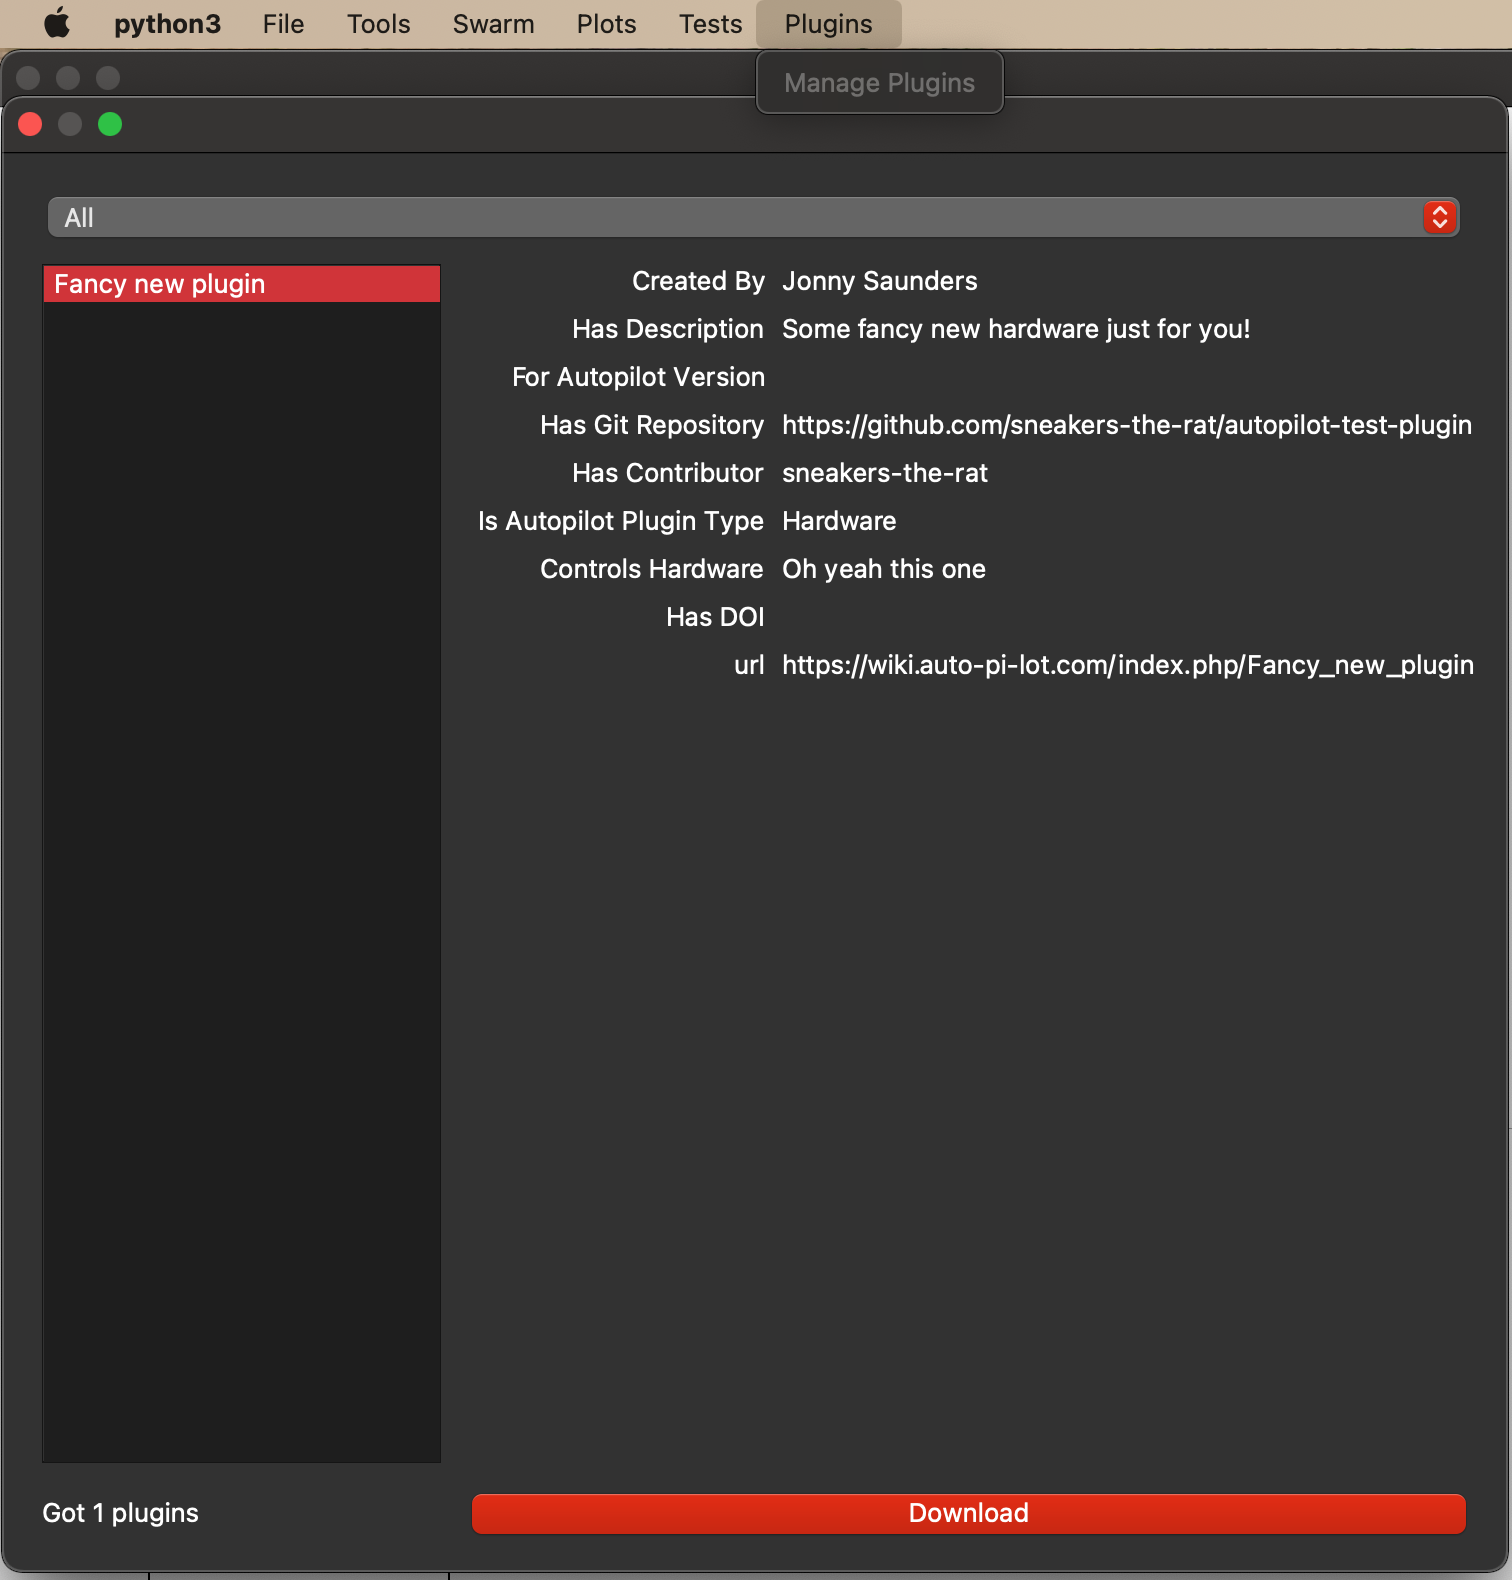 python3 File Tools Swarm Plots Tests Plugins
Manage Plugins
All
Fancy new plugin
Created By Jonny Saunders
Has Description Some fancy new hardware just for you!
For Autopilot Version
Has Git Repository https://github.com/sneakers-the-rat/autopilot-test-plugin
Has Contributor sneakers-the-rat
Is Autopilot Plugin Type Hardware
Controls Hardware Oh yeah this one
Has DOI
url https://wiki.auto-pi-lot.com/index.php/Fancy_new_plugin
Got 1 plugins
Download